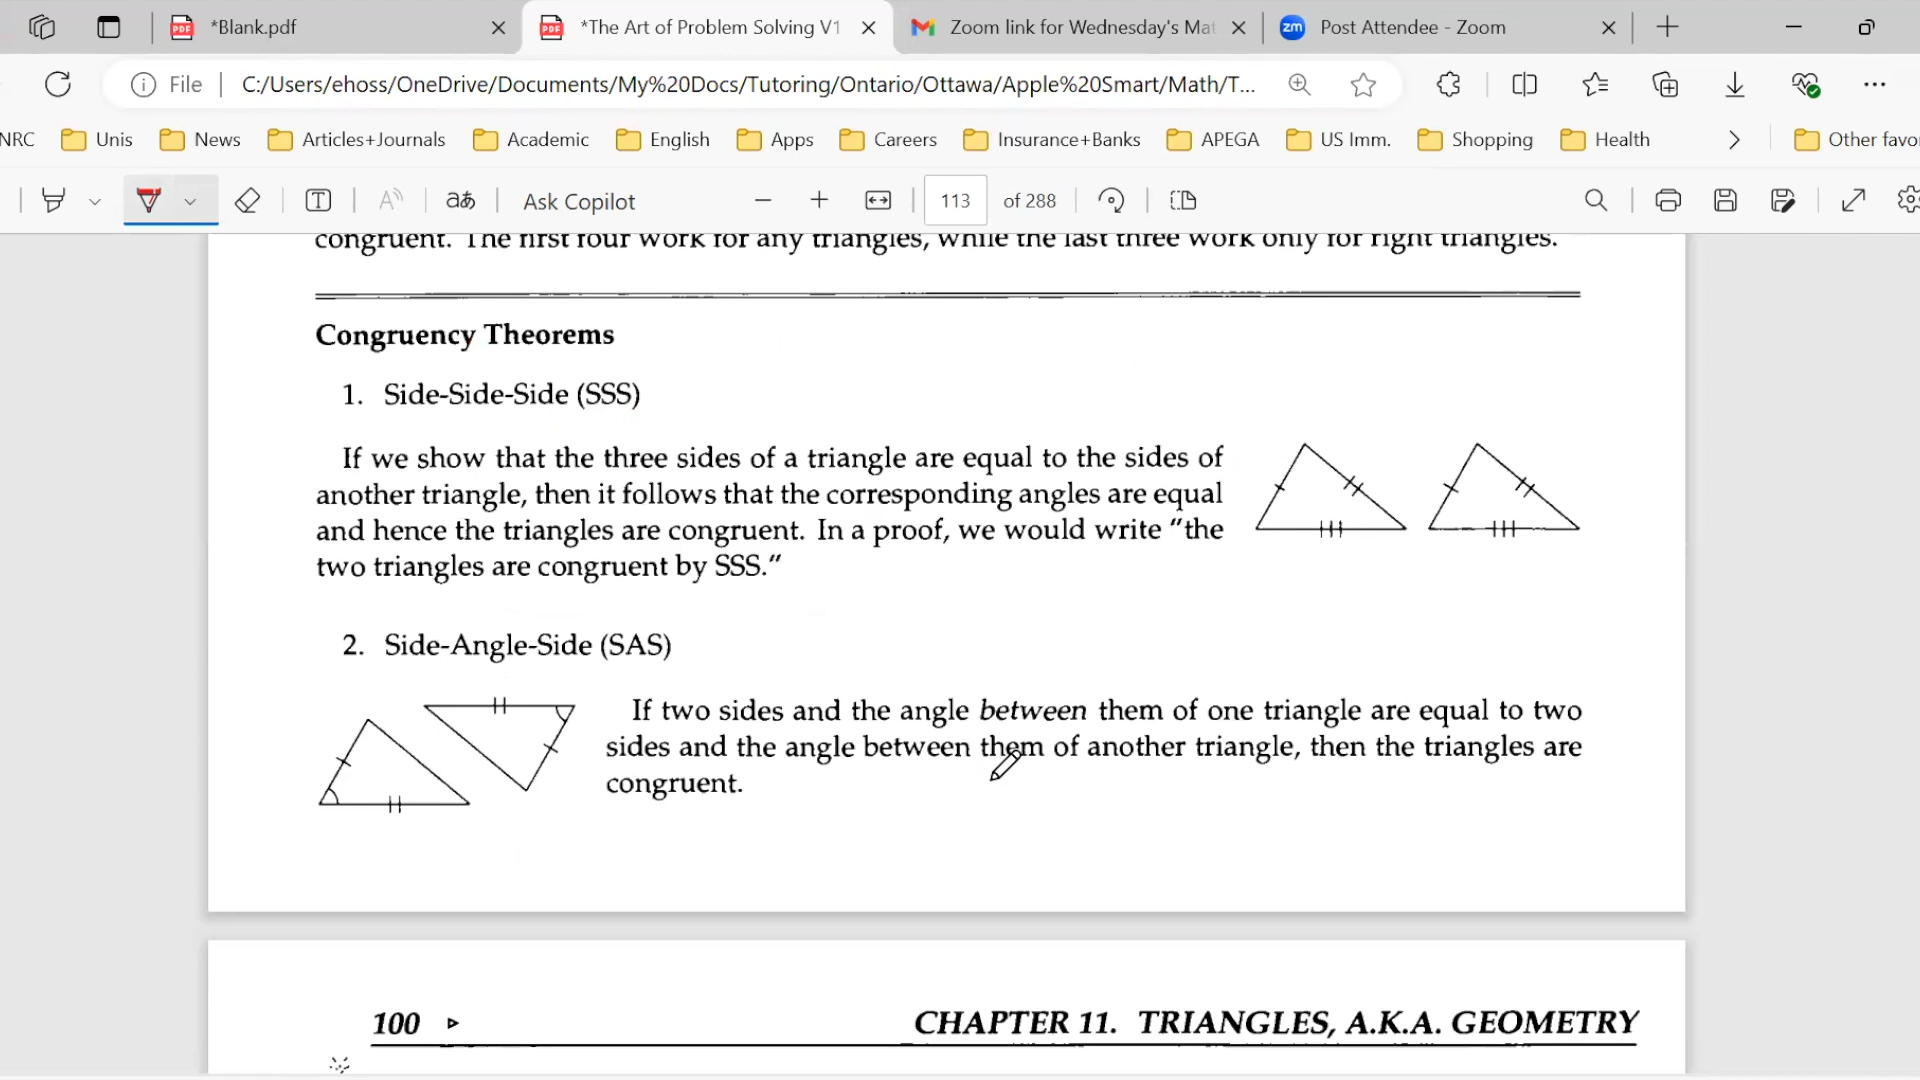 *Blank.pdf
*The Art of Problem Solving V1
Zoom link for Wednesday's Mat
zm Post Attendee - Zoom
File C:/Users/ehoss/OneDrive/Documents/My%20Docs/Tutoring/Ontario/Ottawa/Apple%20Smart/Math/T...
NRC Unis News Articles+Journals Academic English Apps Careers Insurance+Banks APEGA US Imm. Shopping Health Other favo
aあ Ask Copilot 113 of 288
congruent. The first four work for any triangles, while the last three work only for right triangles.
Congruency Theorems
1. Side-Side-Side (SSS)
If we show that the three sides of a triangle are equal to the sides of
another triangle, then it follows that the corresponding angles are equal
and hence the triangles are congruent. In a proof, we would write "the
two triangles are congruent by SSS."
2. Side-Angle-Side (SAS)
If two sides and the angle between them of one triangle are equal to two
sides and the angle between them of another triangle, then the triangles are
congruent.
100 ▷ CHAPTER 11. TRIANGLES, A.K.A. GEOMETRY